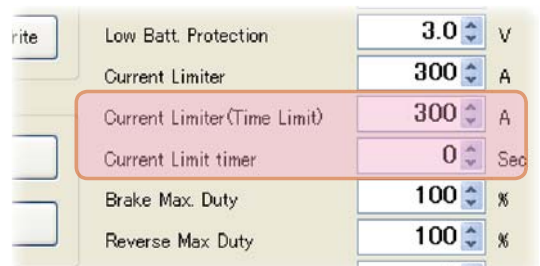 rite
Low Batt. Protection 3.0 V
Current Limiter 300 A
Current Limiter(Time Limit) 300 A
Current Limit timer 0 Sec
Brake Max. Duty 100 %
Reverse Max Duty 100 %